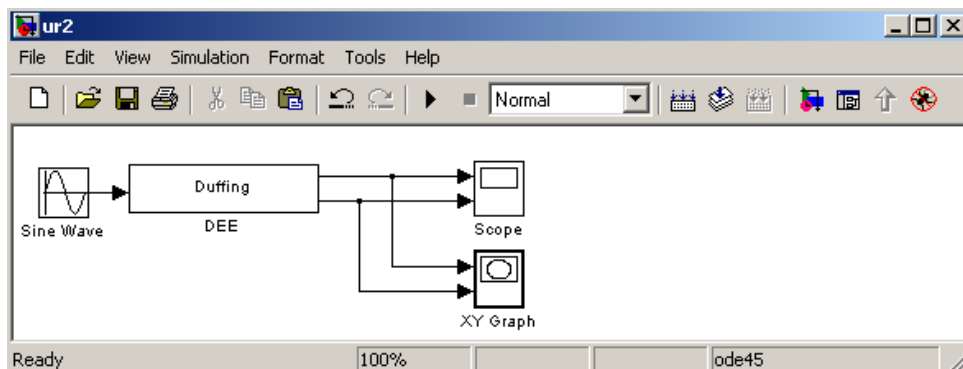 ur2
File Edit View Simulation Format Tools Help
Normal
Duffing
Sine Wave
DEE
Scope
XY Graph
Ready 100% ode45